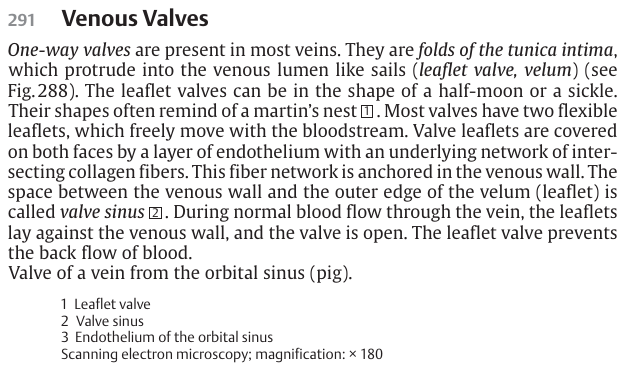 291 Venous Valves
One-way valves are present in most veins. They are folds of the tunica intima,
which protrude into the venous lumen like sails (leaflet valve, velum) (see
Fig. 288). The leaflet valves can be in the shape of a half-moon or a sickle.
Their shapes often remind of a martin's nest 1. Most valves have two flexible
leaflets, which freely move with the bloodstream. Valve leaflets are covered
on both faces by a layer of endothelium with an underlying network of inter-
secting collagen fibers. This fiber network is anchored in the venous wall. The
space between the venous wall and the outer edge of the velum (leaflet) is
called valve sinus 2. During normal blood flow through the vein, the leaflets
lay against the venous wall, and the valve is open. The leaflet valve prevents
the back flow of blood.
Valve of a vein from the orbital sinus (pig).
1 Leaflet valve
2 Valve sinus
3 Endothelium of the orbital sinus
Scanning electron microscopy; magnification: × 180